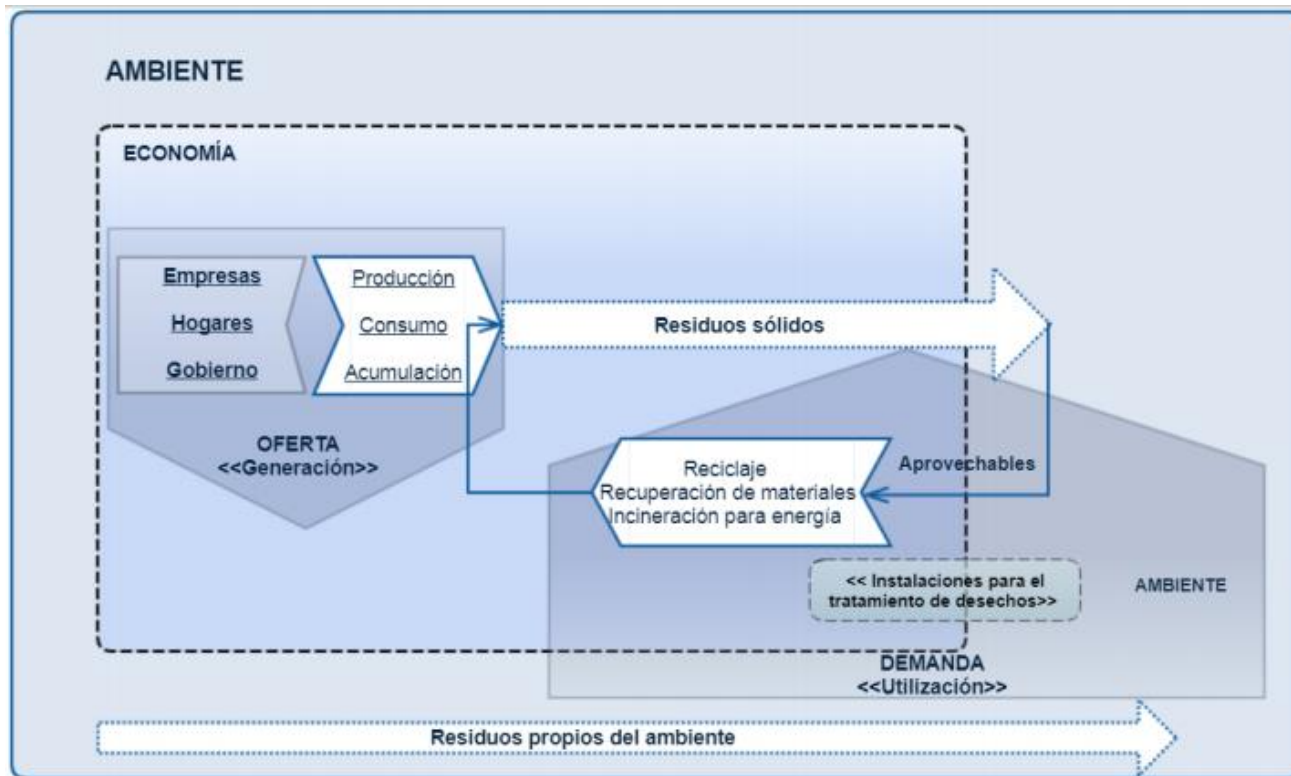 AMBIENTE
ECONOMÍA
Empresas
Hogares
Gobierno
Producción
Consumo
Acumulación
Residuos sólidos
OFERTA
<<Generación>>
Reciclaje
Recuperación de materiales
Incineración para energía
Aprovechables
<< Instalaciones para el
tratamiento de desechos>>
AMBIENTE
DEMANDA
<<Utilización>>
Residuos propios del ambiente